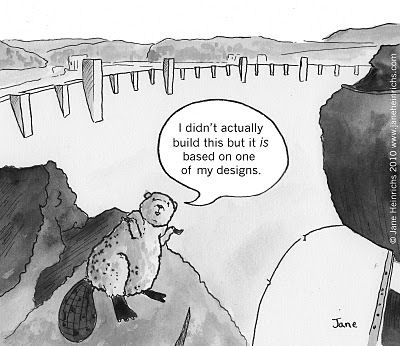 I didn't actually
build this but it is
based on one
of my designs.
Jane
© Jane Heinrichs 2010 www.janeheinrichs.com